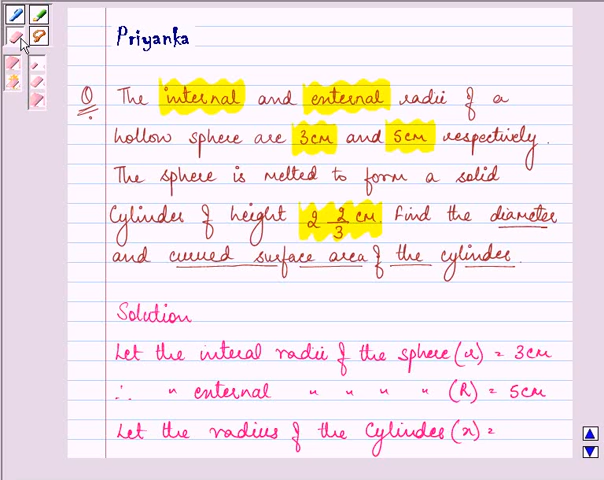 Priyanka
Q The internal and external radii of a
hollow sphere are 3cm and 5cm respectively.
The sphere is melted to form a solid
Cylinder of height 2 2/3 cm. Find the diameter
and curved surface area of the cylinder.
Solution
Let the interal radii of the sphere (r) = 3cm
∴ " external " " " " (R) = 5cm
Let the radius of the Cylinder (x) =